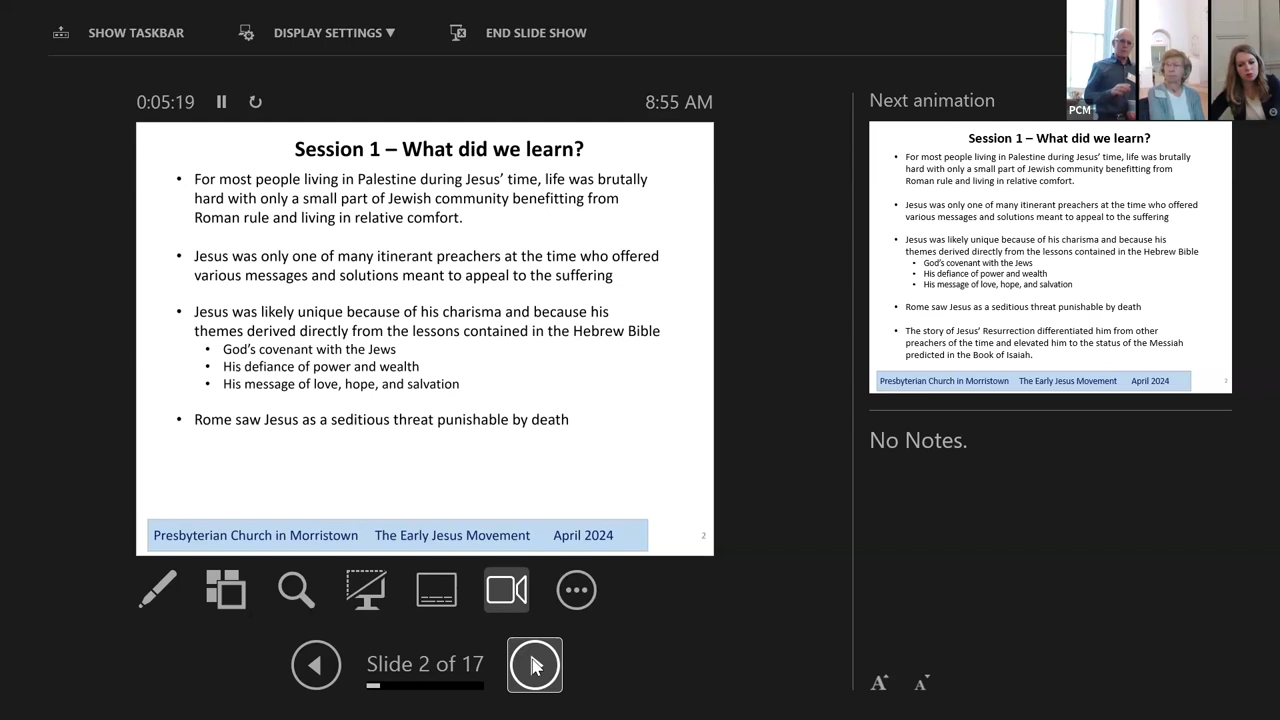 SHOW TASKBAR
DISPLAY SETTINGS ▼
END SLIDE SHOW
PCM
0:05:19
8:55 AM
Session 1 – What did we learn?
• For most people living in Palestine during Jesus’ time, life was brutally
hard with only a small part of Jewish community benefitting from
Roman rule and living in relative comfort.
• Jesus was only one of many itinerant preachers at the time who offered
various messages and solutions meant to appeal to the suffering
• Jesus was likely unique because of his charisma and because his
themes derived directly from the lessons contained in the Hebrew Bible
• God’s covenant with the Jews
• His defiance of power and wealth
• His message of love, hope, and salvation
• Rome saw Jesus as a seditious threat punishable by death
Presbyterian Church in Morristown The Early Jesus Movement April 2024
2
Slide 2 of 17
Next animation
Session 1 – What did we learn?
• For most people living in Palestine during Jesus’ time, life was brutally
hard with only a small part of Jewish community benefitting from
Roman rule and living in relative comfort.
• Jesus was only one of many itinerant preachers at the time who offered
various messages and solutions meant to appeal to the suffering
• Jesus was likely unique because of his charisma and because his
themes derived directly from the lessons contained in the Hebrew Bible
• God’s covenant with the Jews
• His defiance of power and wealth
• His message of love, hope, and salvation
• Rome saw Jesus as a seditious threat punishable by death
• The story of Jesus’ Resurrection differentiated him from other
preachers of the time and elevated him to the status of the Messiah
predicted in the Book of Isaiah.
Presbyterian Church in Morristown The Early Jesus Movement April 2024
2
No Notes.
A A